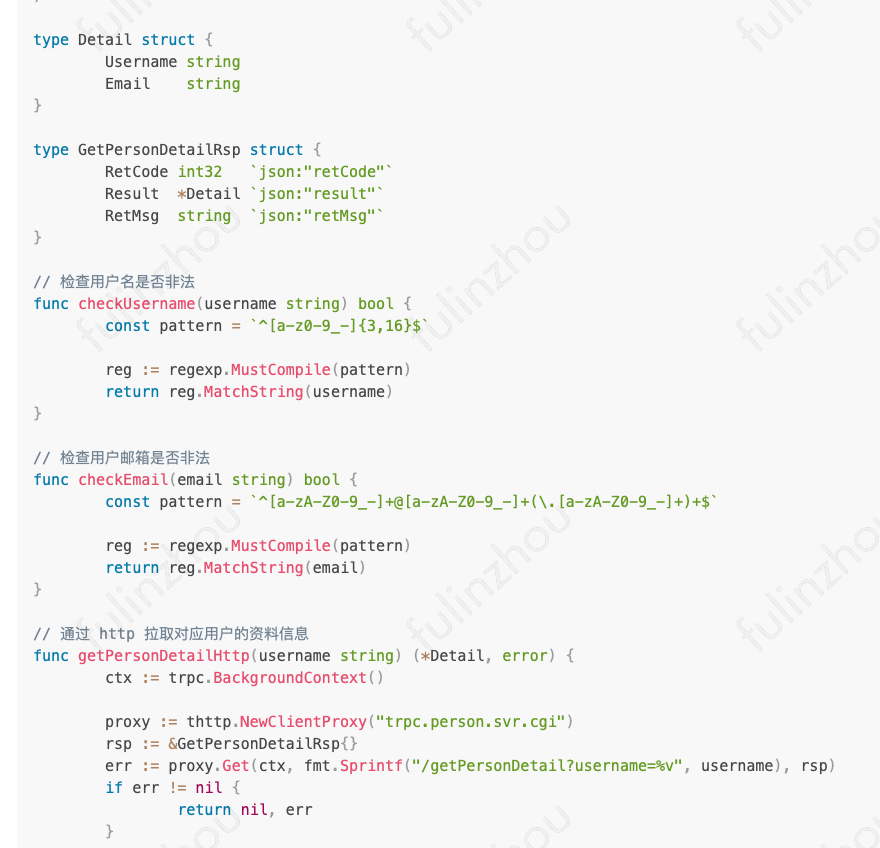 type Detail struct {
        Username string
        Email    string
}

type GetPersonDetailRsp struct {
        RetCode int32   `json:"retCode"`
        Result  *Detail `json:"result"`
        RetMsg  string  `json:"retMsg"`
}

// 检查用户名是否非法
func checkUsername(username string) bool {
        const pattern = `^[a-z0-9_-]{3,16}$`

        reg := regexp.MustCompile(pattern)
        return reg.MatchString(username)
}

// 检查用户邮箱是否非法
func checkEmail(email string) bool {
        const pattern = `^[a-zA-Z0-9_-]+@[a-zA-Z0-9_-]+(\.[a-zA-Z0-9_-]+)+$`

        reg := regexp.MustCompile(pattern)
        return reg.MatchString(email)
}

// 通过 http 拉取对应用户的资料信息
func getPersonDetailHttp(username string) (*Detail, error) {
        ctx := trpc.BackgroundContext()

        proxy := thttp.NewClientProxy("trpc.person.svr.cgi")
        rsp := &GetPersonDetailRsp{}
        err := proxy.Get(ctx, fmt.Sprintf("/getPersonDetail?username=%v", username), rsp)
        if err != nil {
                return nil, err
        }
fulinzhou